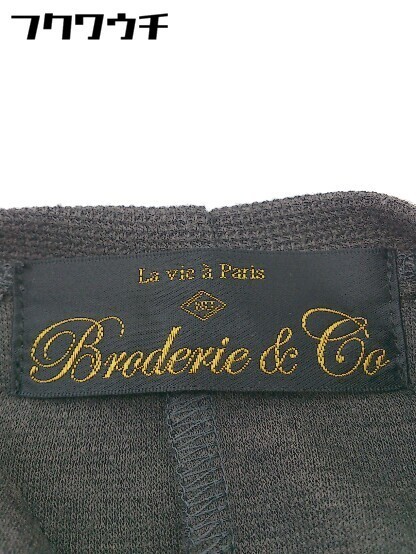 フクワウチ
La vie à Paris
Broderie & Co